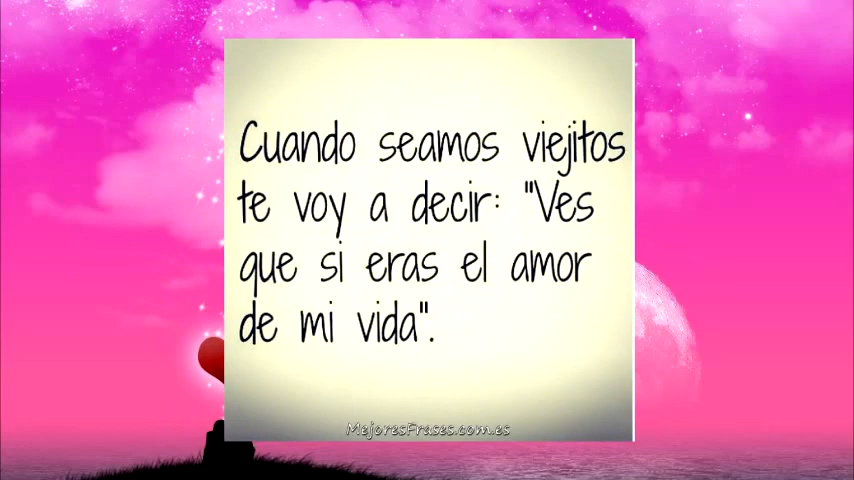 Cuando seamos viejitos
te voy a decir: "Ves
que si eras el amor
de mi vida".
MejoresFrases.com.es